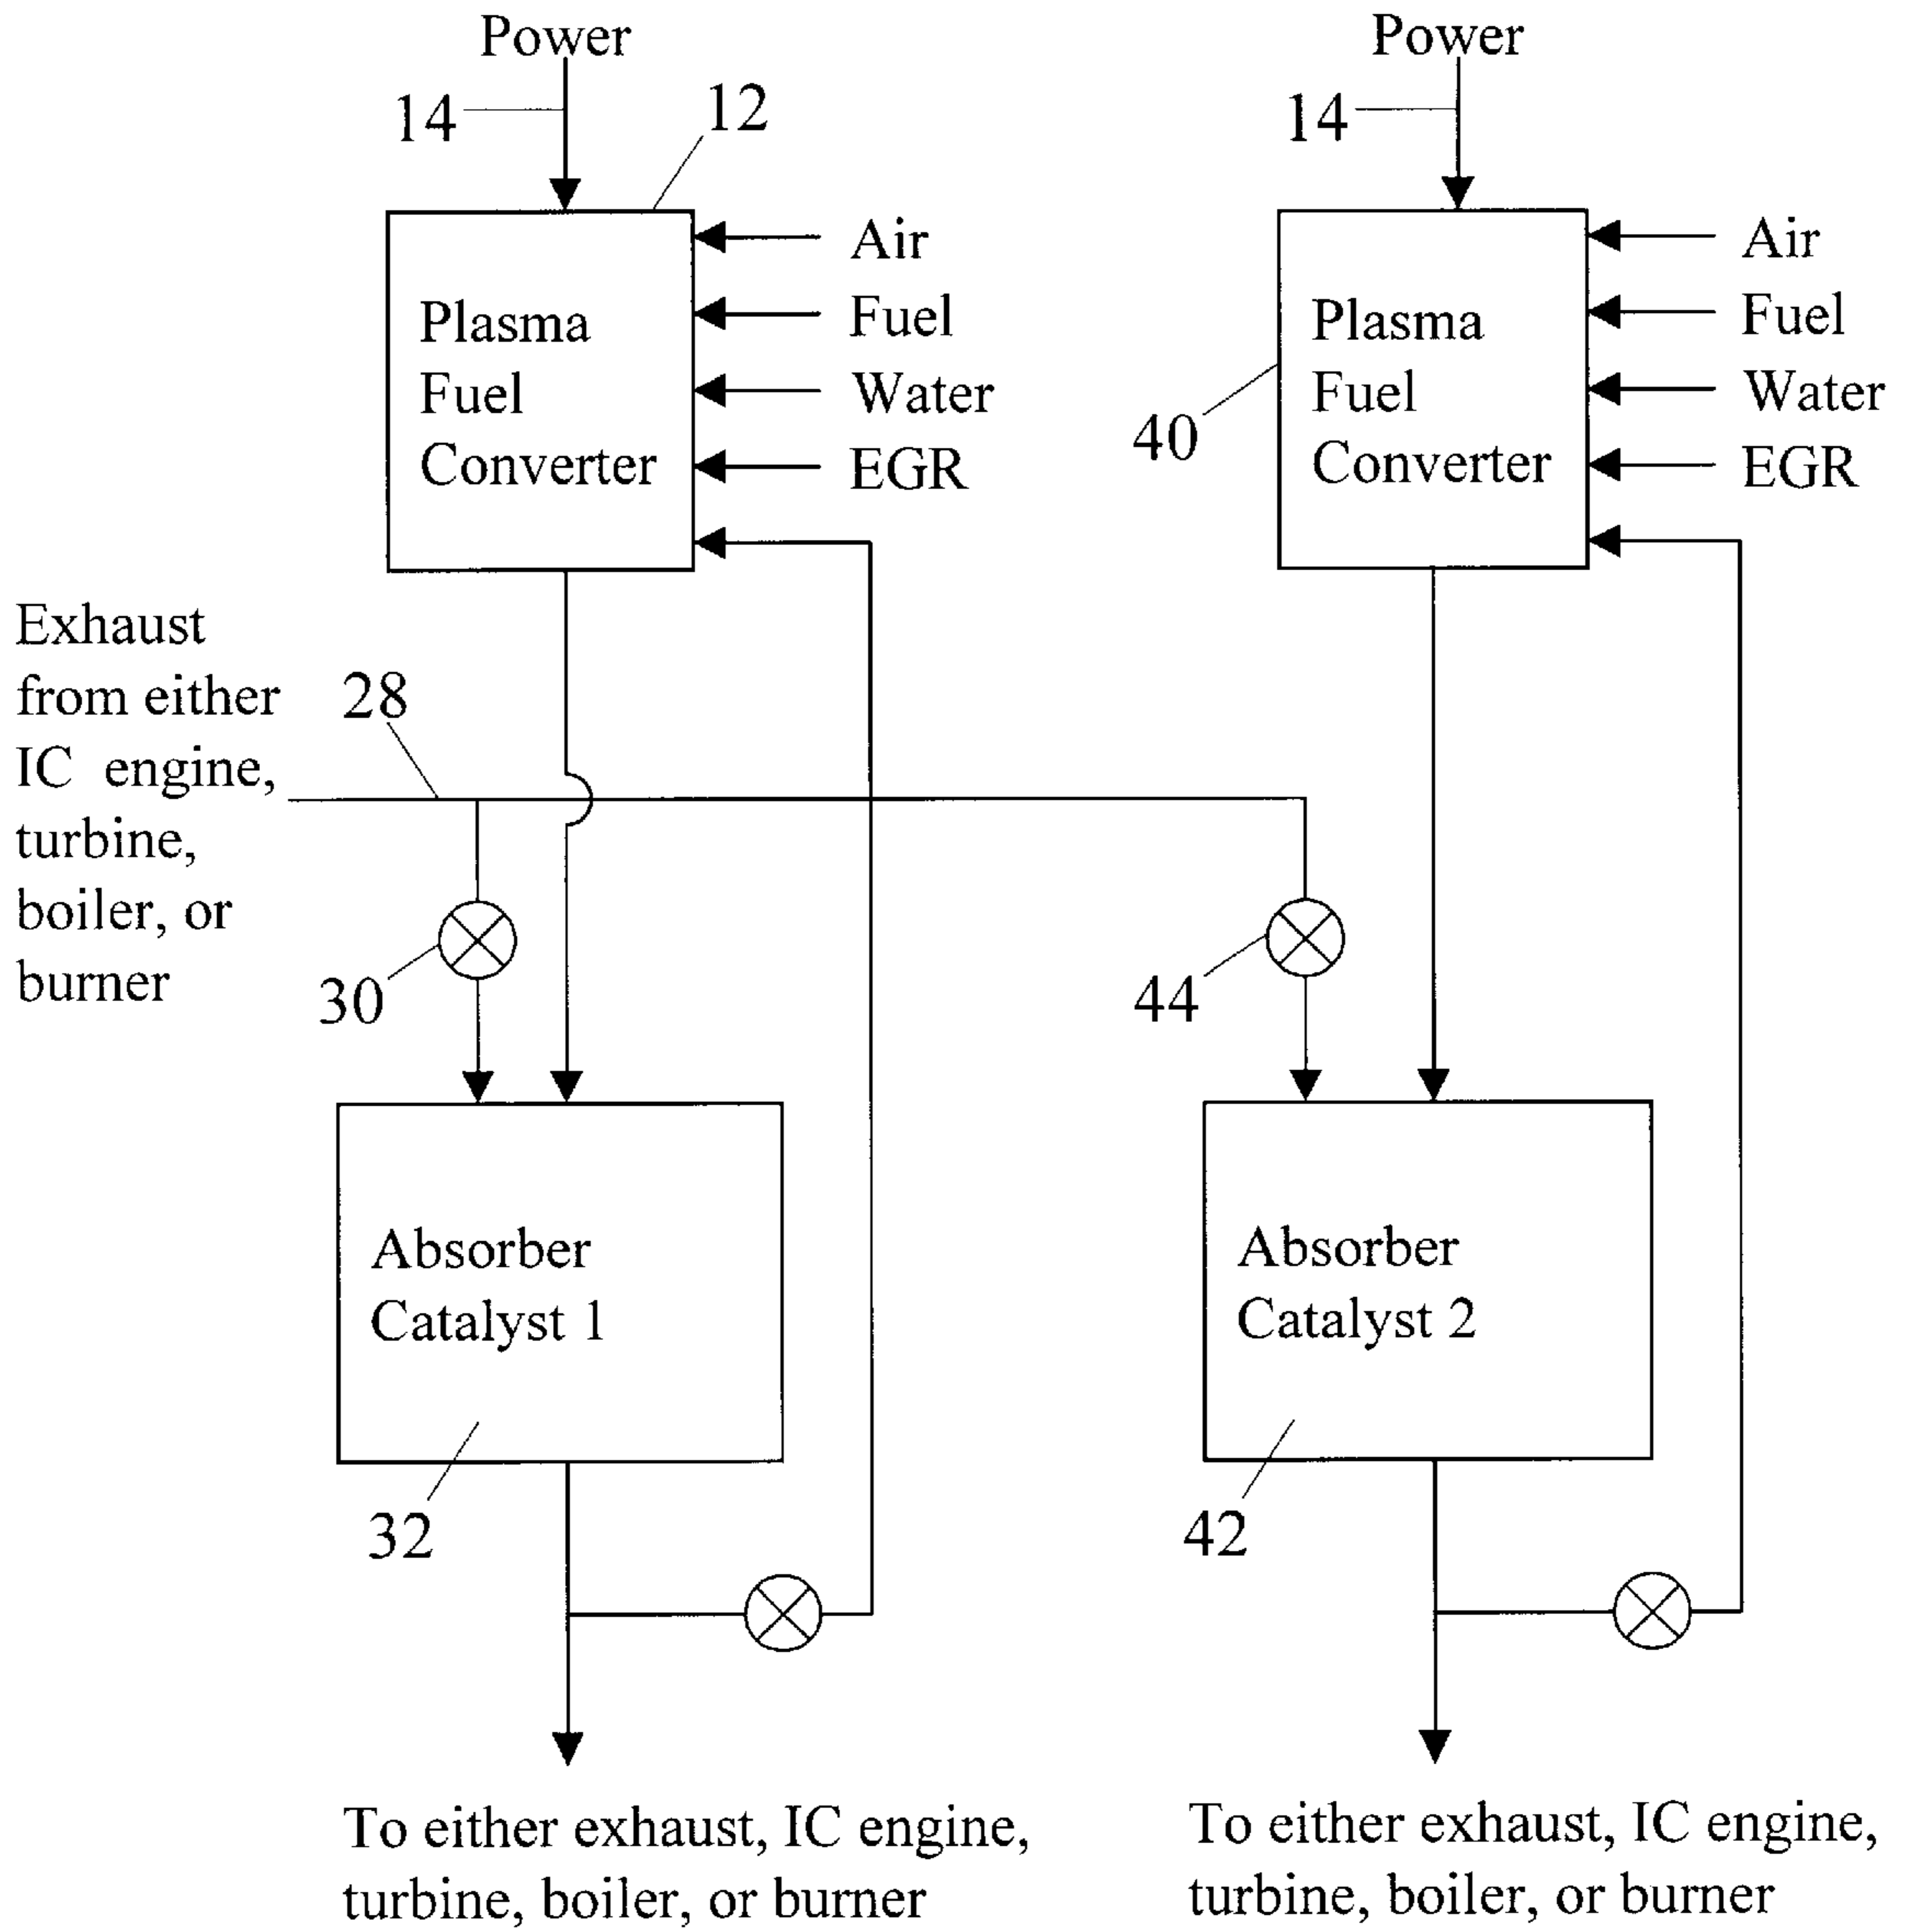 Power
14
12
Plasma
Fuel
Converter
Air
Fuel
Water
EGR
Power
14
Plasma
Fuel
Converter
40
Air
Fuel
Water
EGR
Exhaust
from either
IC engine,
turbine,
boiler, or
burner
28
30
44
Absorber
Catalyst 1
32
Absorber
Catalyst 2
42
To either exhaust, IC engine,
turbine, boiler, or burner
To either exhaust, IC engine,
turbine, boiler, or burner